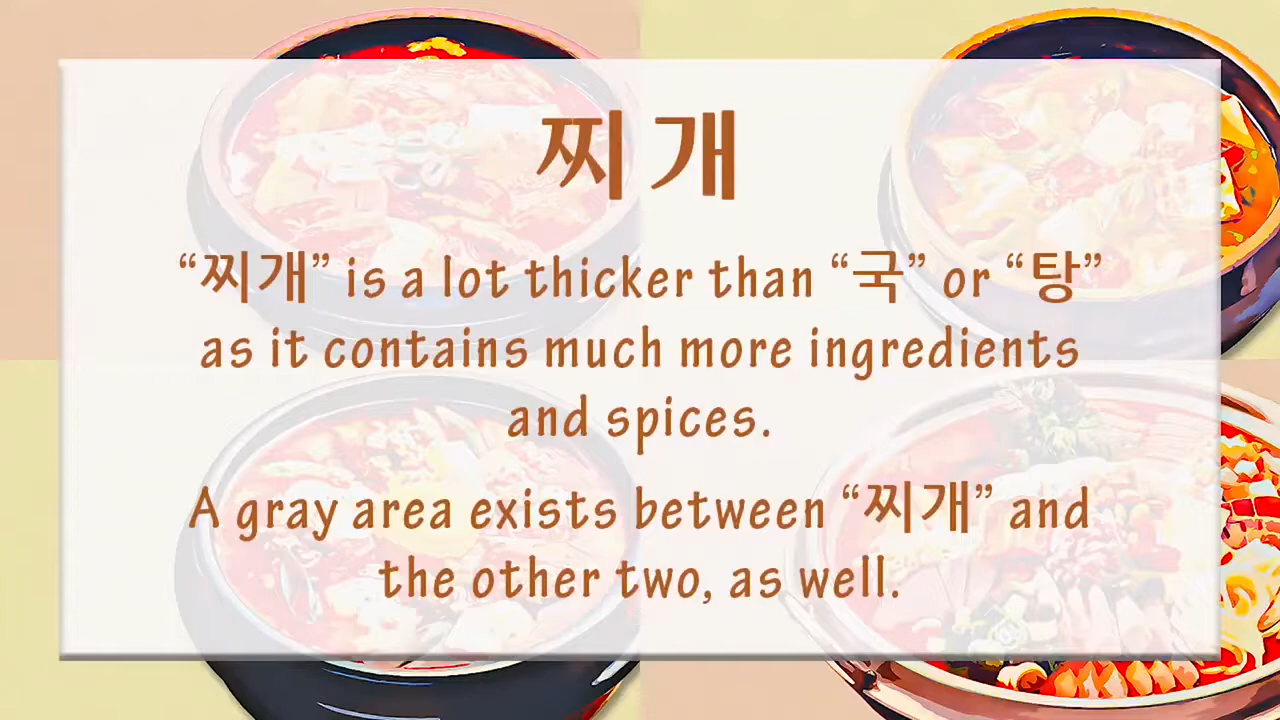 찌개
“찌개” is a lot thicker than “국” or “탕”
as it contains much more ingredients
and spices.
A gray area exists between “찌개” and
the other two, as well.